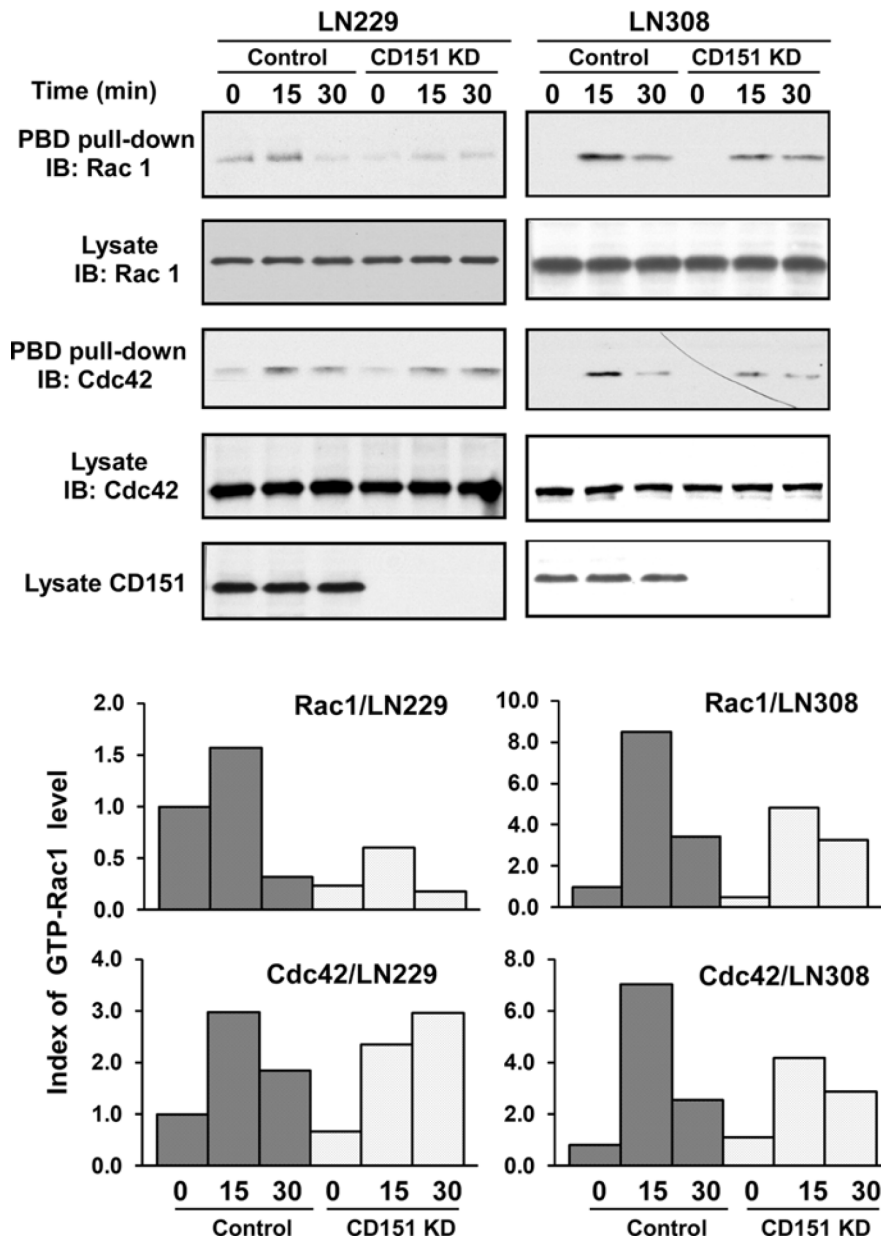 LN229 LN308
Control CD151 KD Control CD151 KD
Time (min) 0 15 30 0 15 30 0 15 30 0 15 30
PBD pull-down
IB: Rac 1
Lysate
IB: Rac 1
PBD pull-down
IB: Cdc42
Lysate
IB: Cdc42
Lysate CD151
Index of GTP-Rac1 level
Rac1/LN229
2.0
1.5
1.0
0.5
0.0
Rac1/LN308
10.0
8.0
6.0
4.0
2.0
0.0
Cdc42/LN229
4.0
3.0
2.0
1.0
0.0
Cdc42/LN308
8.0
6.0
4.0
2.0
0.0
0 15 30 0 15 30 0 15 30 0 15 30
Control CD151 KD Control CD151 KD